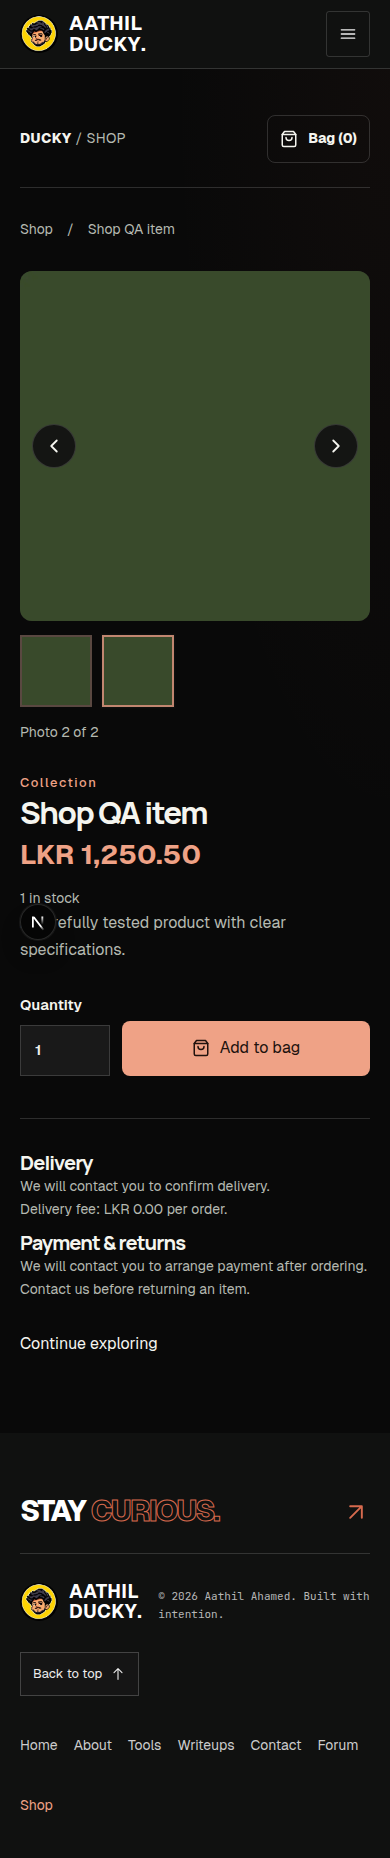 AATHIL
DUCKY.
DUCKY / SHOP
Bag (0)
Shop / Shop QA item
Photo 2 of 2
Collection
Shop QA item
LKR 1,250.50
1 in stock
N
efully tested product with clear
specifications.
Quantity
1
Add to bag
Delivery
We will contact you to confirm delivery.
Delivery fee: LKR 0.00 per order.
Payment & returns
We will contact you to arrange payment after ordering.
Contact us before returning an item.
Continue exploring
STAY CURIOUS.
AATHIL
DUCKY.
© 2026 Aathil Ahamed. Built with
intention.
Back to top
Home About Tools Writeups Contact Forum
Shop